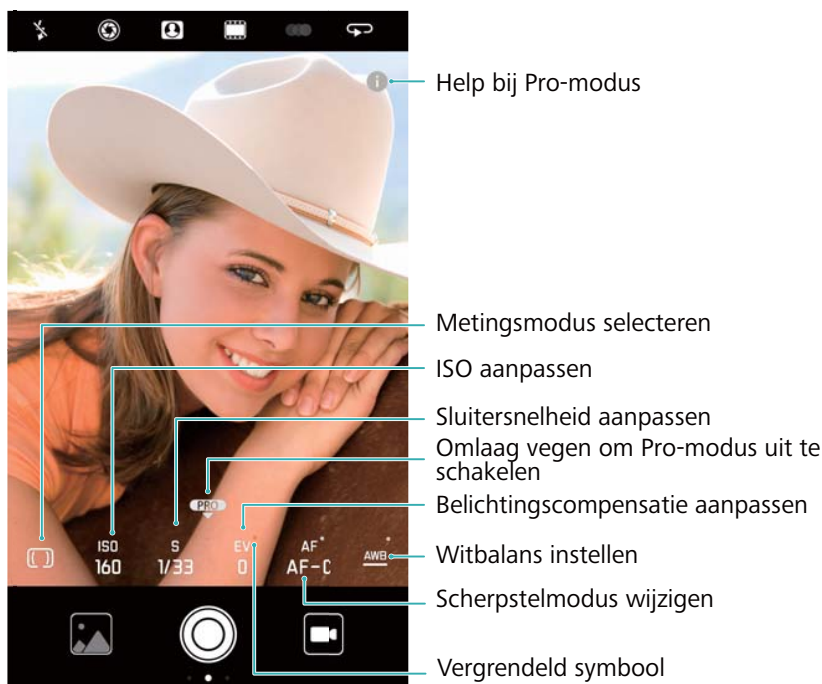 Help bij Pro-modus
Metingsmodus selecteren
ISO aanpassen
Sluitersnelheid aanpassen
Omlaag vegen om Pro-modus uit te
schakelen
Belichtingscompensatie aanpassen
Witbalans instellen
Scherpstelmodus wijzigen
Vergrendeld symbool
PRO
ISO
160
S
1/33
EV
0
AF
AF-C
AWB